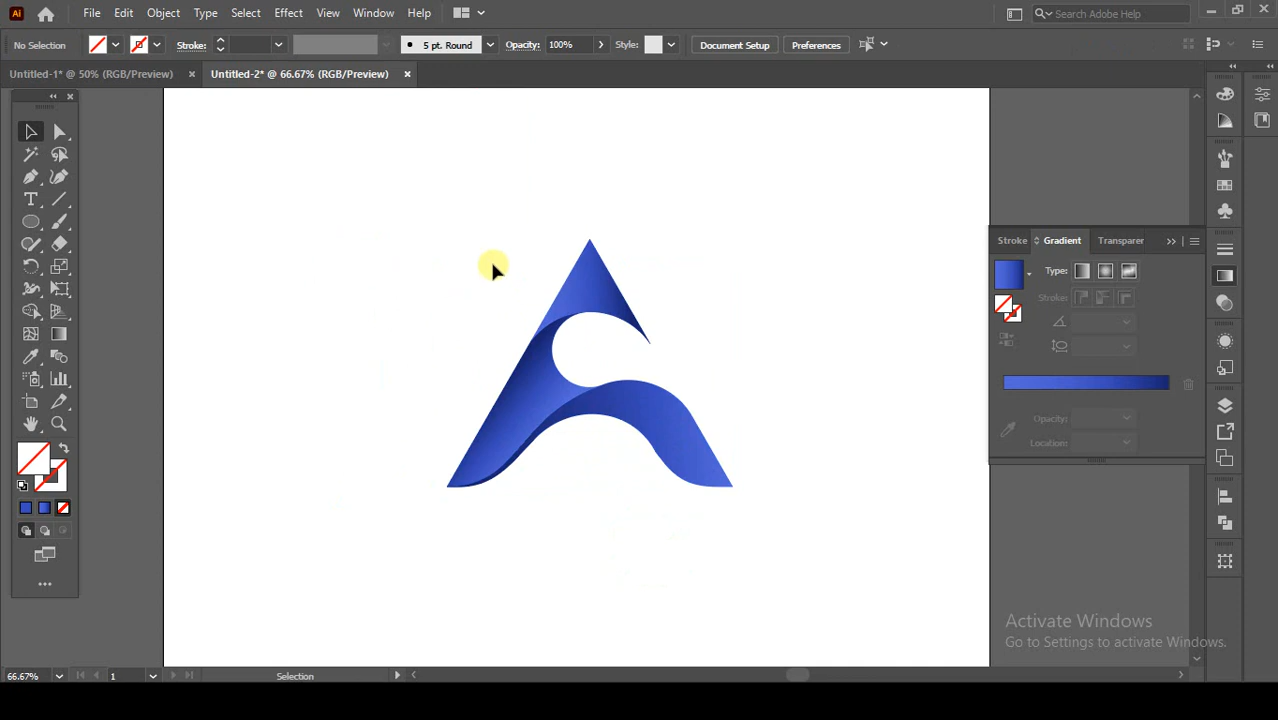 Ai File Edit Object Type Select Effect View Window Help Search Adobe Help
No Selection Stroke: 5 pt. Round Opacity: 100% Style: Document Setup Preferences
Untitled-1* @ 50% (RGB/Preview) × Untitled-2* @ 66.67% (RGB/Preview) ×
Stroke Gradient Transparer
Type:
Stroke:
Opacity:
Location:
Activate Windows
Go to Settings to activate Windows.
66.67% 1 Selection